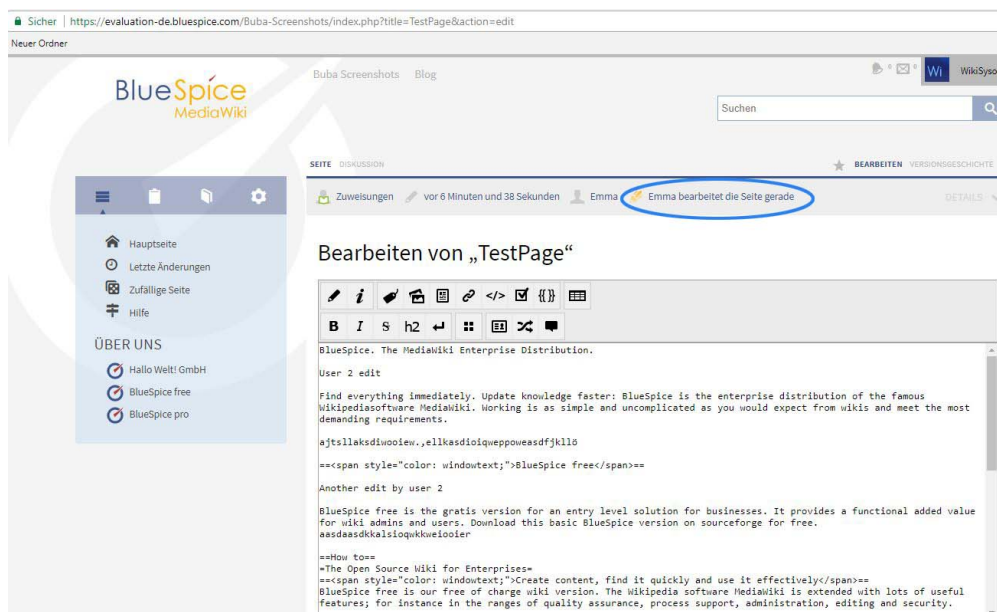 Sicher | https://evaluation-de.bluespice.com/Buba-Screenshots/index.php?title=TestPage&action=edit
Neuer Ordner
BlueSpice
MediaWiki
Buba Screenshots Blog
0 0 Wi WikiSyso
Suchen
SEITE DISKUSSION
BEARBEITEN VERSIONSGESCHICHTE
Zuweisungen vor 6 Minuten und 38 Sekunden Emma Emma bearbeitet die Seite gerade DETAILS
Hauptseite
Letzte Änderungen
Zufällige Seite
Hilfe
ÜBER UNS
Hallo Welt! GmbH
BlueSpice free
BlueSpice pro
Bearbeiten von „TestPage“
i </> {{}}
B I S h2
BlueSpice. The MediaWiki Enterprise Distribution.
User 2 edit
Find everything immediately. Update knowledge faster: BlueSpice is the enterprise distribution of the famous
Wikipediasoftware MediaWiki. Working is as simple and uncomplicated as you would expect from wikis and meet the most
demanding requirements.
ajtsllaksdiwooiew.,ellkasdioiqweppoweasdfjkllö
==<span style="color: windowtext;">BlueSpice free</span>==
Another edit by user 2
BlueSpice free is the gratis version for an entry level solution for businesses. It provides a functional added value
for wiki admins and users. Download this basic BlueSpice version on sourceforge for free.
aasdaasdkkalsioqwkkweiooier
==How to==
=The Open Source Wiki for Enterprises=
==<span style="color: windowtext;">Create content, find it quickly and use it effectively</span>==
BlueSpice free is our free of charge wiki version. The Wikipedia software MediaWiki is extended with lots of useful
features; for instance in the ranges of quality assurance, process support, administration, editing and security.